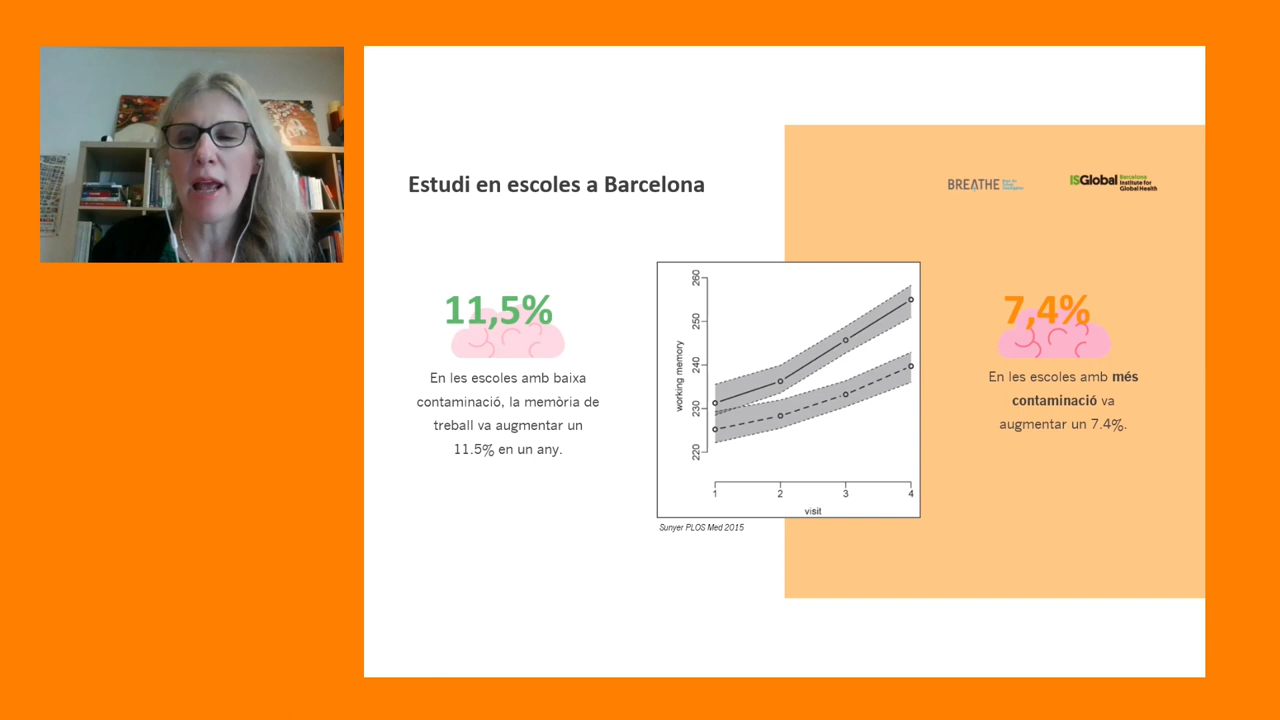 Estudi en escoles a Barcelona
BREATHE
ISGlobal Barcelona
Institute for
Global Health
11,5%
En les escoles amb baixa
contaminació, la memòria de
treball va augmentar un
11.5% en un any.
working memory
260
250
240
230
220
1 2 3 4
visit
Sunyer PLOS Med 2015
7,4%
En les escoles amb més
contaminació va
augmentar un 7.4%.